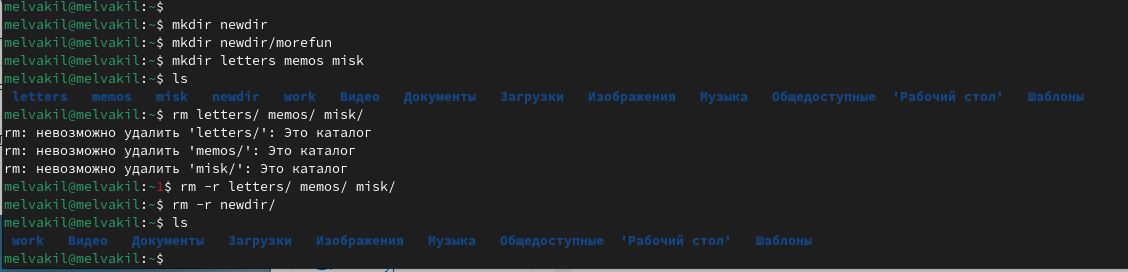 melvakil@melvakil:~$
melvakil@melvakil:~$ mkdir newdir
melvakil@melvakil:~$ mkdir newdir/morefun
melvakil@melvakil:~$ mkdir letters memos misk
melvakil@melvakil:~$ ls
letters memos misk newdir work Видео Документы Загрузки Изображения Музыка Общедоступные 'Рабочий стол' Шаблоны
melvakil@melvakil:~$ rm letters/ memos/ misk/
rm: невозможно удалить 'letters/': Это каталог
rm: невозможно удалить 'memos/': Это каталог
rm: невозможно удалить 'misk/': Это каталог
melvakil@melvakil:~1$ rm -r letters/ memos/ misk/
melvakil@melvakil:~$ rm -r newdir/
melvakil@melvakil:~$ ls
work Видео Документы Загрузки Изображения Музыка Общедоступные 'Рабочий стол' Шаблоны
melvakil@melvakil:~$